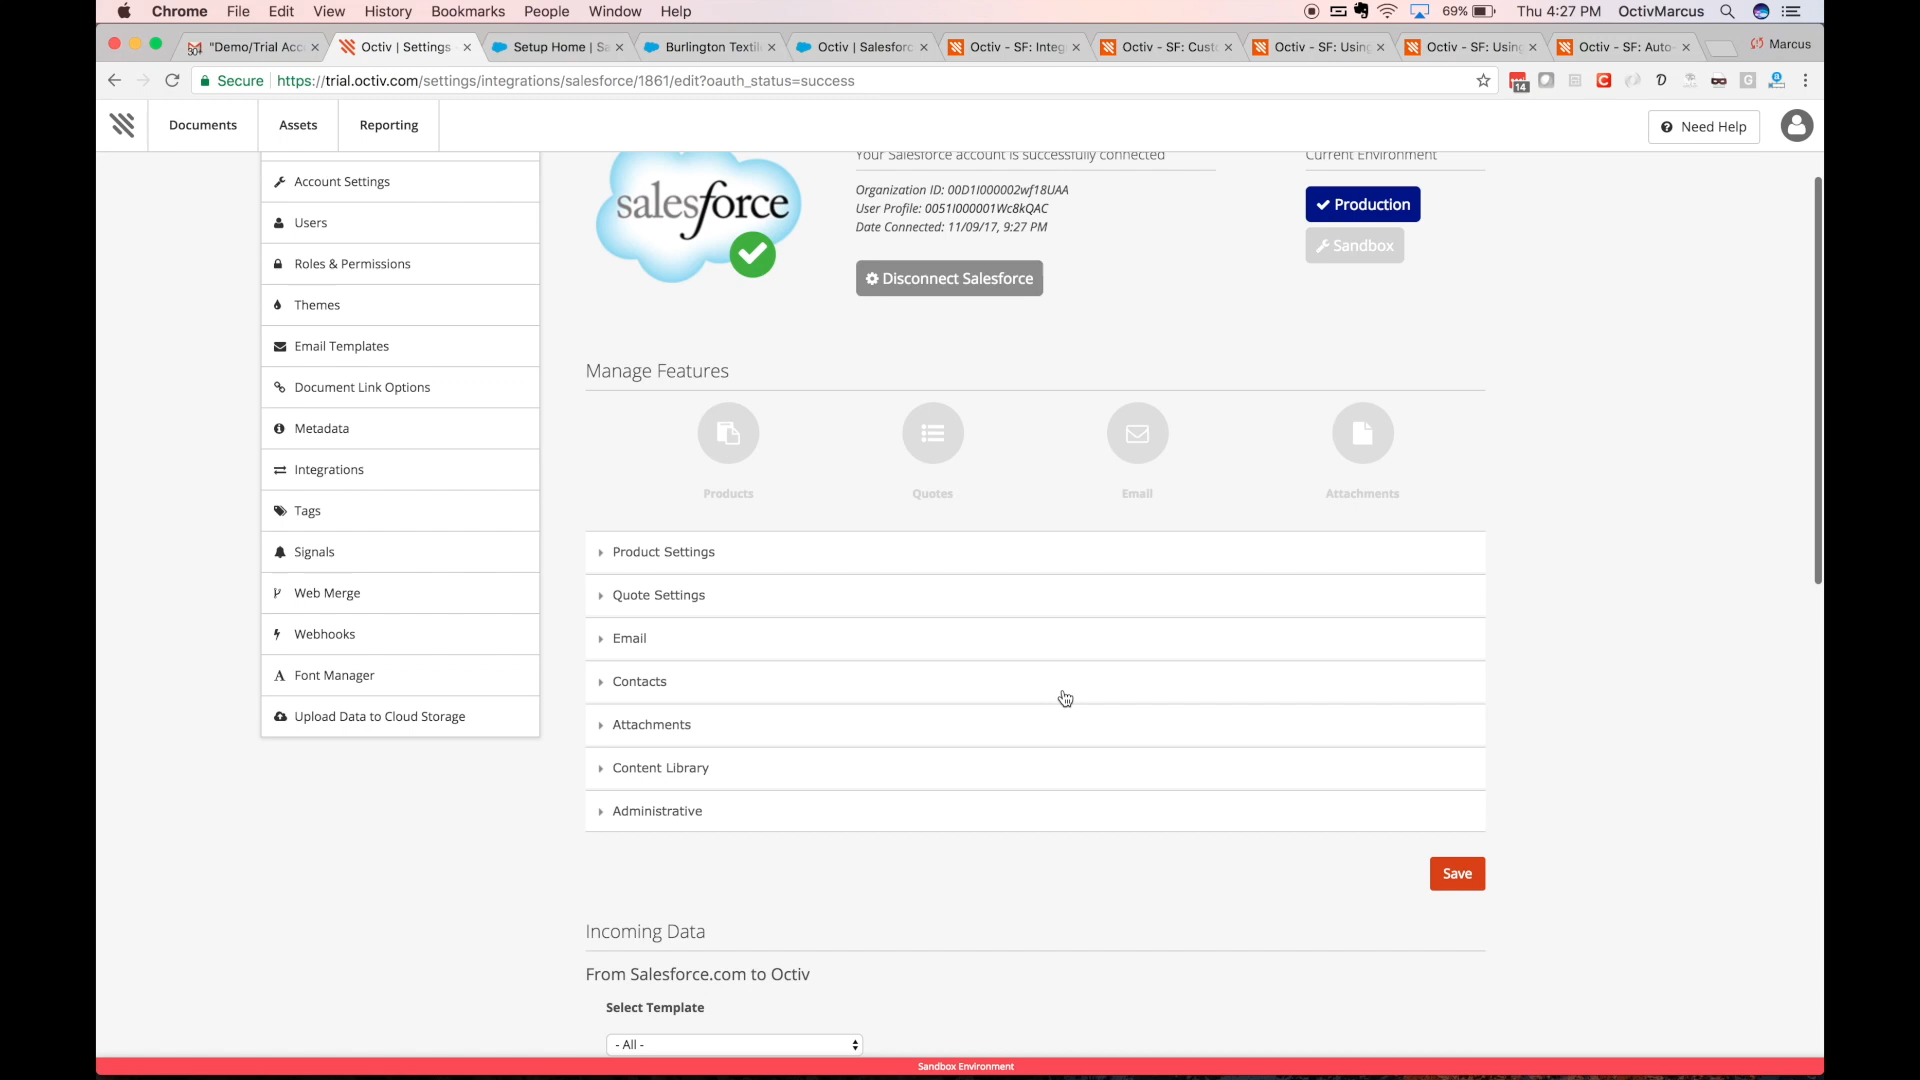 Chrome File Edit View History Bookmarks People Window Help 69% Thu 4:27 PM OctivMarcus
"Demo/Trial Acc Octiv | Settings Setup Home | Sa Burlington Textil Octiv | Salesforc Octiv - SF: Integ Octiv - SF: Cust Octiv - SF: Using Octiv - SF: Using Octiv - SF: Auto- Marcus
Secure https://trial.octiv.com/settings/integrations/salesforce/1861/edit?oauth_status=success 14
Documents Assets Reporting Need Help
Your Salesforce account is successfully connected
Current Environment
Account Settings
Users
Roles & Permissions
Themes
Email Templates
Document Link Options
Metadata
Integrations
Tags
Signals
Web Merge
Webhooks
Font Manager
Upload Data to Cloud Storage
salesforce
Organization ID: 00D1I000002wf18UAA
User Profile: 0051I000001Wc8kQAC
Date Connected: 11/09/17, 9:27 PM
Disconnect Salesforce
Production
Sandbox
Manage Features
Products Quotes Email Attachments
Product Settings
Quote Settings
Email
Contacts
Attachments
Content Library
Administrative
Save
Incoming Data
From Salesforce.com to Octiv
Select Template
- All -
Sandbox Environment